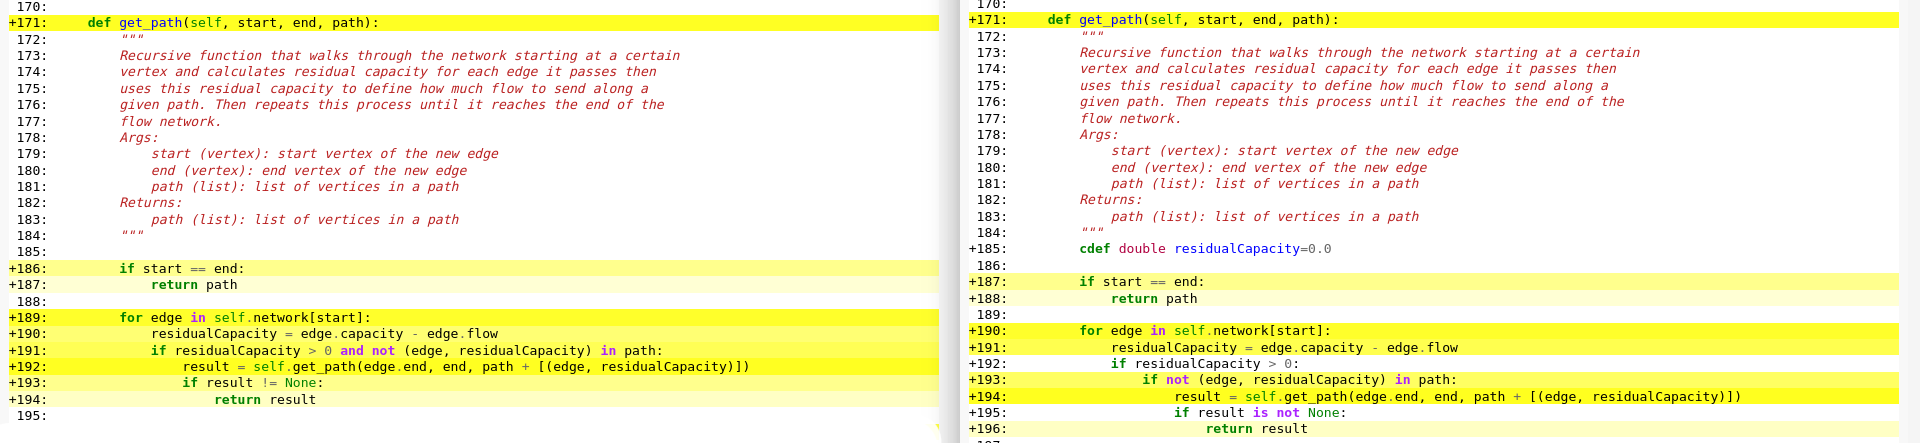 170:
+171:     def get_path(self, start, end, path):
172:         """
173:         Recursive function that walks through the network starting at a certain
174:         vertex and calculates residual capacity for each edge it passes then
175:         uses this residual capacity to define how much flow to send along a
176:         given path. Then repeats this process until it reaches the end of the
177:         flow network.
178:         Args:
179:             start (vertex): start vertex of the new edge
180:             end (vertex): end vertex of the new edge
181:             path (list): list of vertices in a path
182:         Returns:
183:             path (list): list of vertices in a path
184:         """
185:
+186:         if start == end:
+187:             return path
188:
+189:         for edge in self.network[start]:
+190:             residualCapacity = edge.capacity - edge.flow
+191:             if residualCapacity > 0 and not (edge, residualCapacity) in path:
+192:                 result = self.get_path(edge.end, end, path + [(edge, residualCapacity)])
+193:                 if result != None:
+194:                     return result
195:
170:
+171:     def get_path(self, start, end, path):
172:         """
173:         Recursive function that walks through the network starting at a certain
174:         vertex and calculates residual capacity for each edge it passes then
175:         uses this residual capacity to define how much flow to send along a
176:         given path. Then repeats this process until it reaches the end of the
177:         flow network.
178:         Args:
179:             start (vertex): start vertex of the new edge
180:             end (vertex): end vertex of the new edge
181:             path (list): list of vertices in a path
182:         Returns:
183:             path (list): list of vertices in a path
184:         """
+185:         cdef double residualCapacity=0.0
186:
+187:         if start == end:
+188:             return path
189:
+190:         for edge in self.network[start]:
+191:             residualCapacity = edge.capacity - edge.flow
+192:             if residualCapacity > 0:
+193:                 if not (edge, residualCapacity) in path:
+194:                     result = self.get_path(edge.end, end, path + [(edge, residualCapacity)])
+195:                     if result is not None:
+196:                         return result